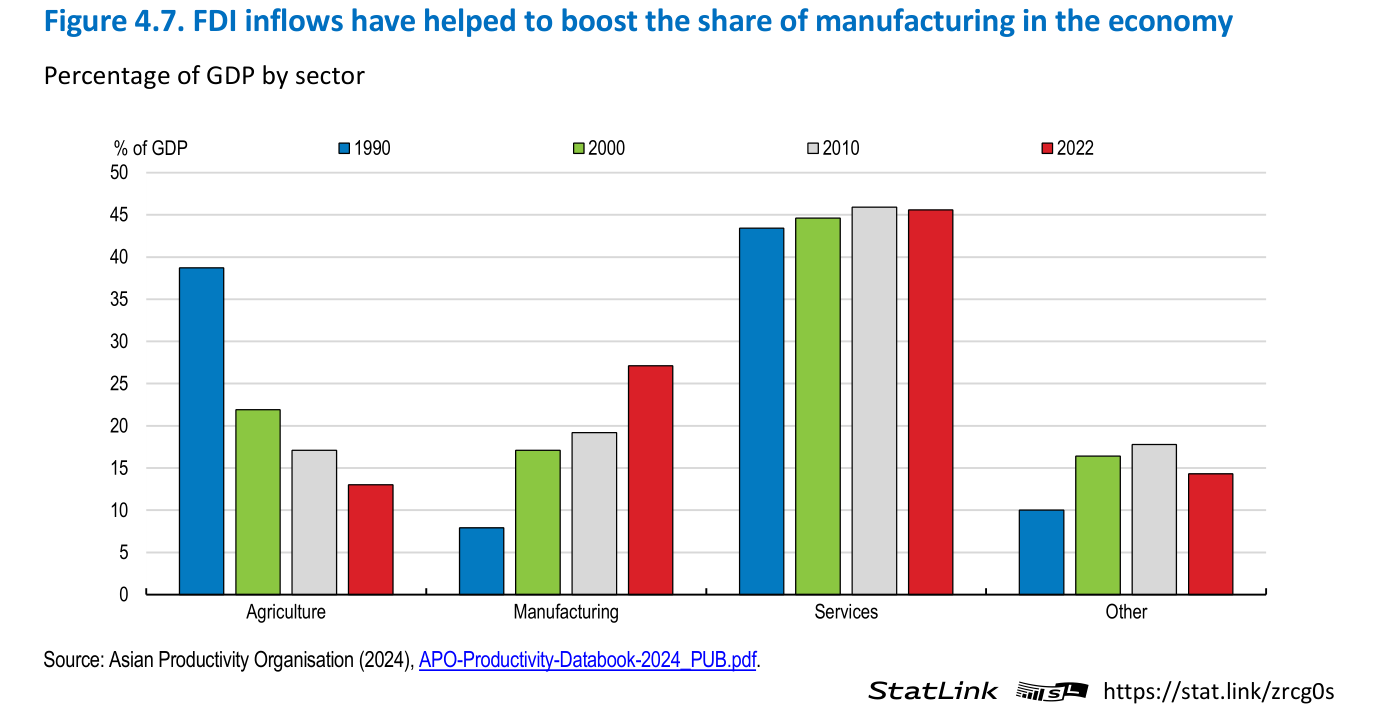 Figure 4.7. FDI inflows have helped to boost the share of manufacturing in the economy
Percentage of GDP by sector
% of GDP
1990
2000
2010
2022
50
45
40
35
30
25
20
15
10
5
0
Agriculture
Manufacturing
Services
Other
Source: Asian Productivity Organisation (2024), APO-Productivity-Databook-2024_PUB.pdf.
StatLink SL https://stat.link/zrcg0s